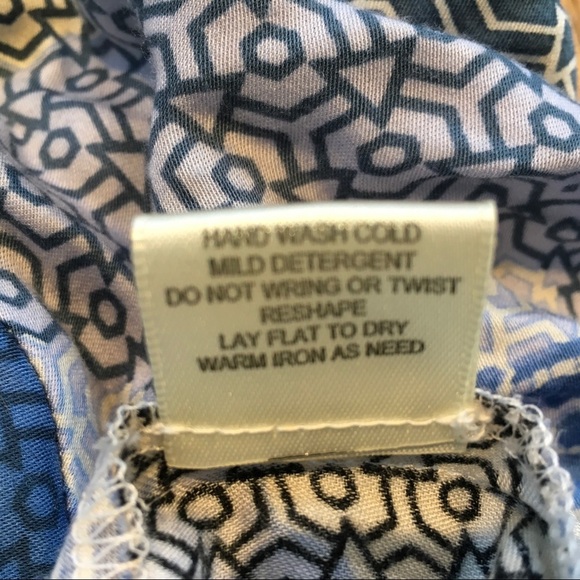 HAND WASH COLD
MILD DETERGENT
DO NOT WRING OR TWIST
RESHAPE
LAY FLAT TO DRY
WARM IRON AS NEED